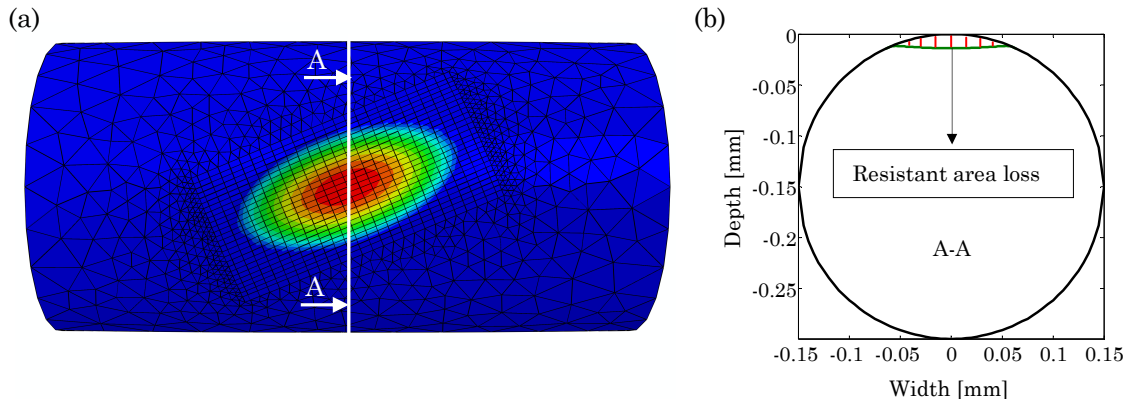 (a)
A
A
(b)
Depth [mm]
0
-0.05
-0.1
-0.15
-0.2
-0.25
Resistant area loss
A-A
-0.15 -0.1 -0.05 0 0.05 0.1 0.15
Width [mm]